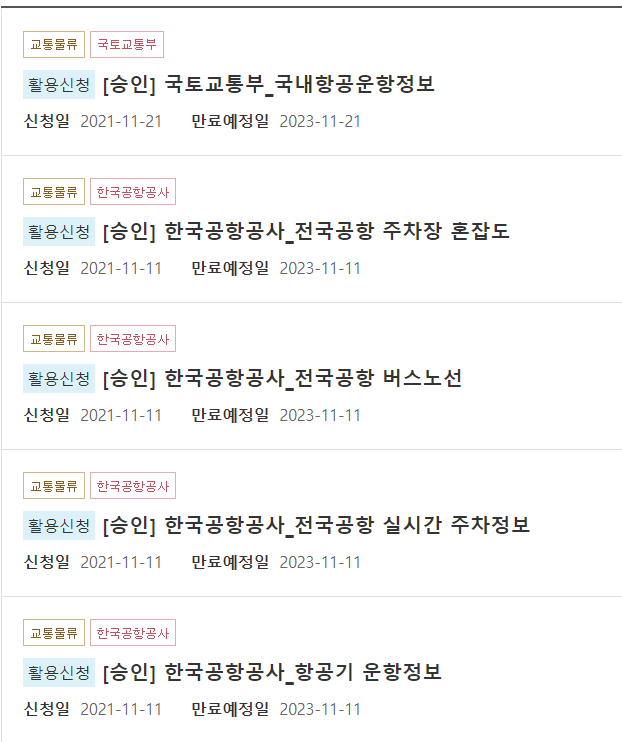 교통물류 국토교통부
활용신청 [승인] 국토교통부_국내항공운항정보
신청일 2021-11-21 만료예정일 2023-11-21
교통물류 한국공항공사
활용신청 [승인] 한국공항공사_전국공항 주차장 혼잡도
신청일 2021-11-11 만료예정일 2023-11-11
교통물류 한국공항공사
활용신청 [승인] 한국공항공사_전국공항 버스노선
신청일 2021-11-11 만료예정일 2023-11-11
교통물류 한국공항공사
활용신청 [승인] 한국공항공사_전국공항 실시간 주차정보
신청일 2021-11-11 만료예정일 2023-11-11
교통물류 한국공항공사
활용신청 [승인] 한국공항공사_항공기 운항정보
신청일 2021-11-11 만료예정일 2023-11-11